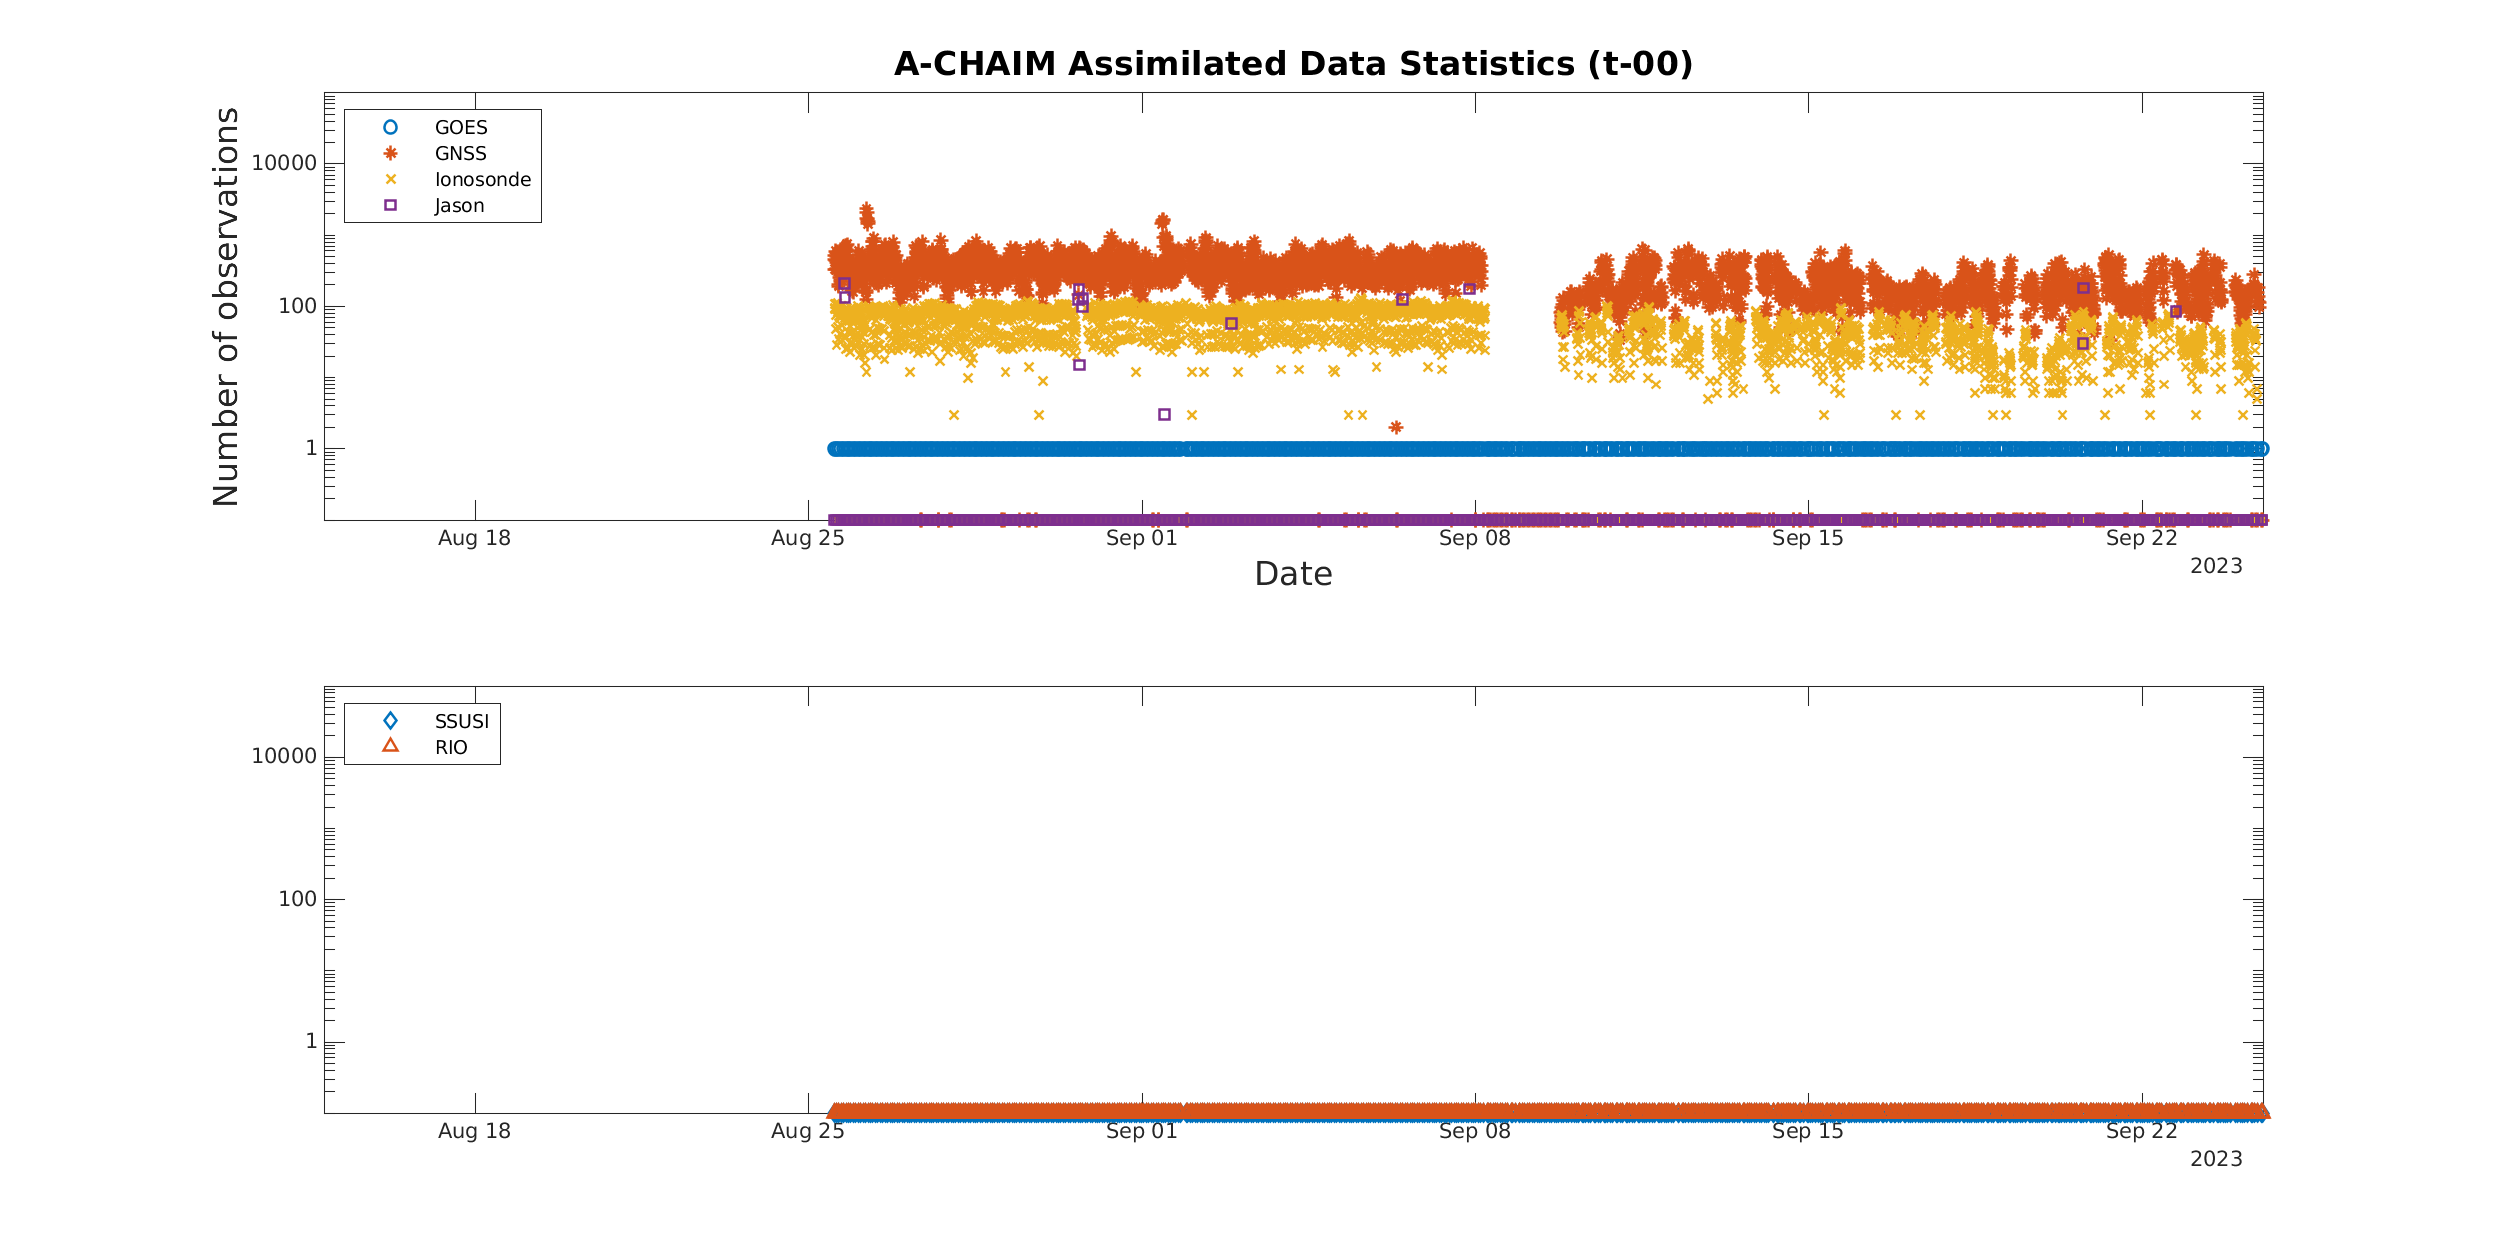 A-CHAIM Assimilated Data Statistics (t-00)
Number of observations
10000
100
1
GOES
GNSS
Ionosonde
Jason
Aug 18
Aug 25
Sep 01
Sep 08
Sep 15
Sep 22
2023
Date
10000
100
1
SSUSI
RIO
Aug 18
Aug 25
Sep 01
Sep 08
Sep 15
Sep 22
2023